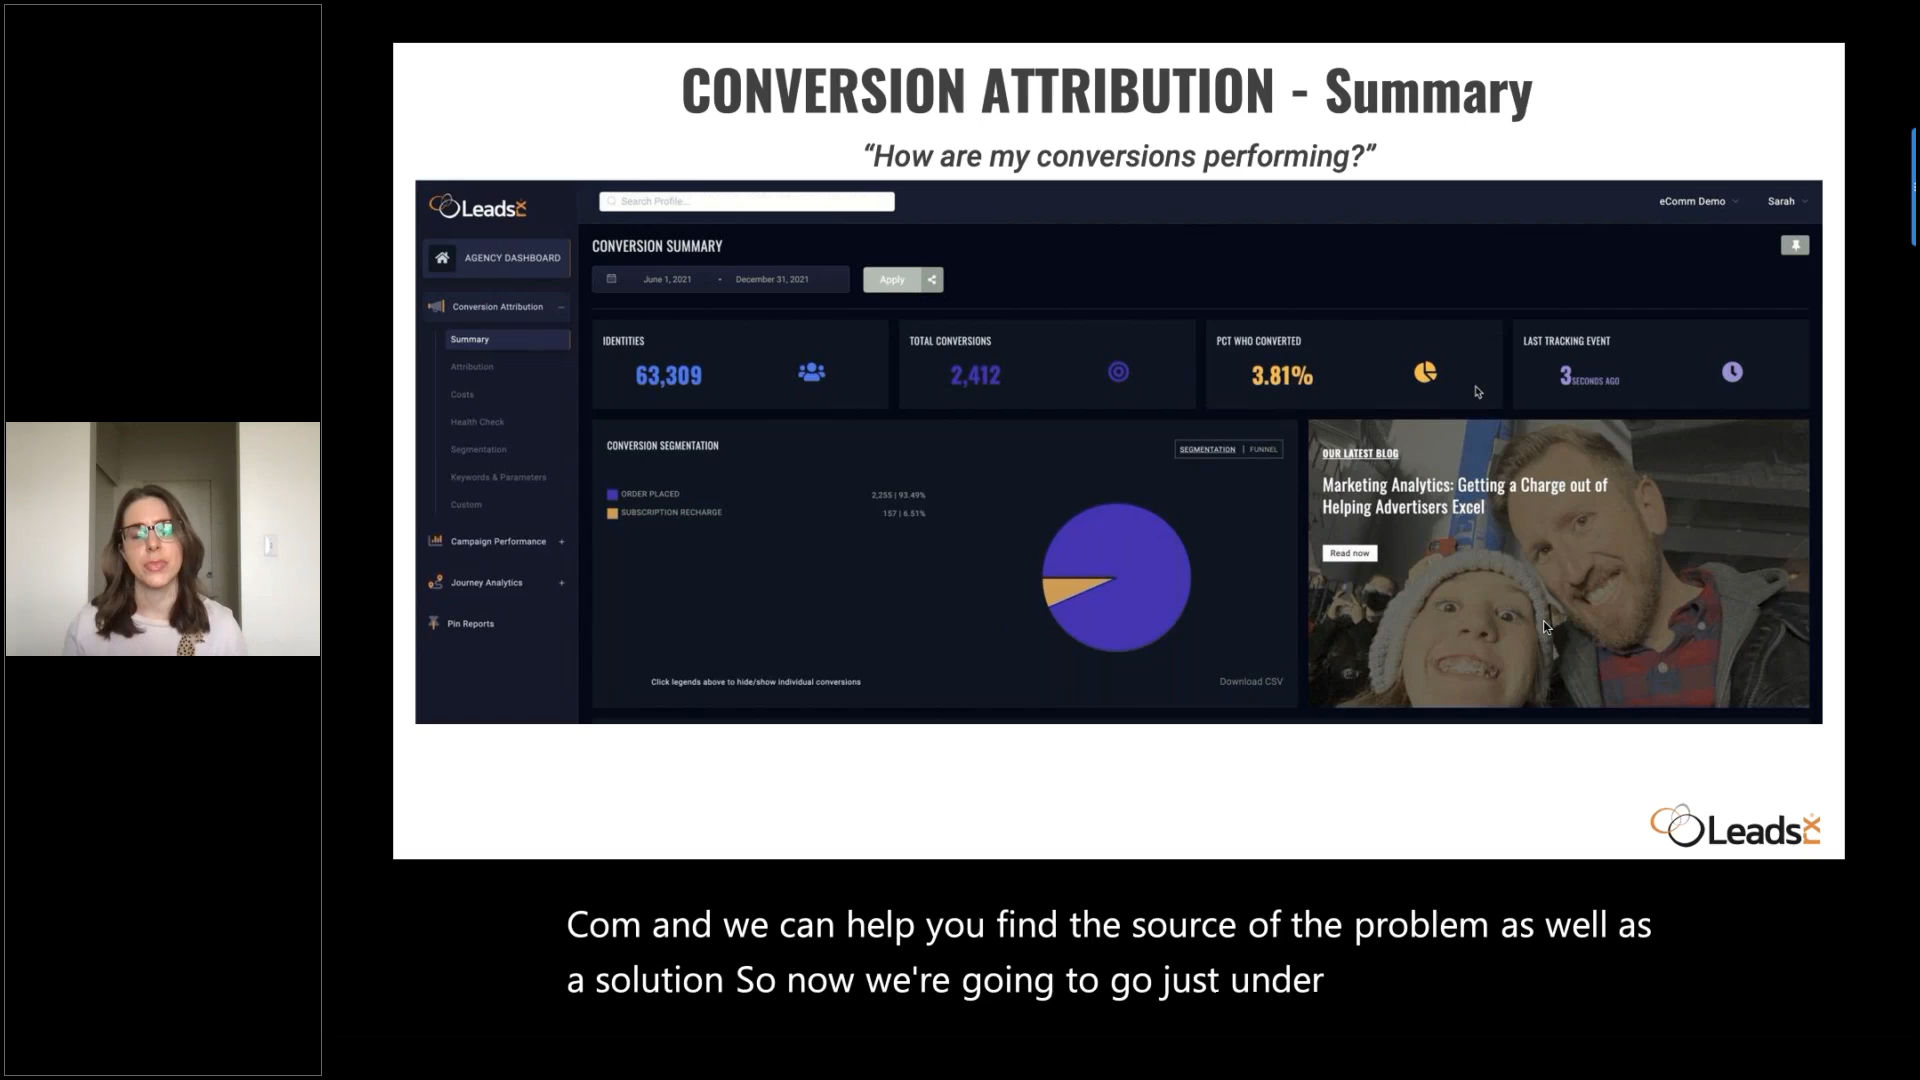 CONVERSION ATTRIBUTION - Summary
“How are my conversions performing?”
Leads
Search Profile...
eComm Demo
Sarah
AGENCY DASHBOARD
Conversion Attribution
Summary
Attribution
Costs
Health Check
Segmentation
Keywords & Parameters
Custom
Campaign Performance +
Journey Analytics +
Pin Reports
CONVERSION SUMMARY
June 1, 2021 - December 31, 2021
Apply
IDENTITIES
63,309
TOTAL CONVERSIONS
2,412
PCT WHO CONVERTED
3.81%
LAST TRACKING EVENT
3 SECONDS AGO
CONVERSION SEGMENTATION
SEGMENTATION | FUNNEL
ORDER PLACED 2,255 | 93.49%
SUBSCRIPTION RECHARGE 157 | 6.51%
Click legends above to hide/show individual conversions
Download CSV
OUR LATEST BLOG
Marketing Analytics: Getting a Charge out of
Helping Advertisers Excel
Read now
Leads
Com and we can help you find the source of the problem as well as
a solution So now we're going to go just under